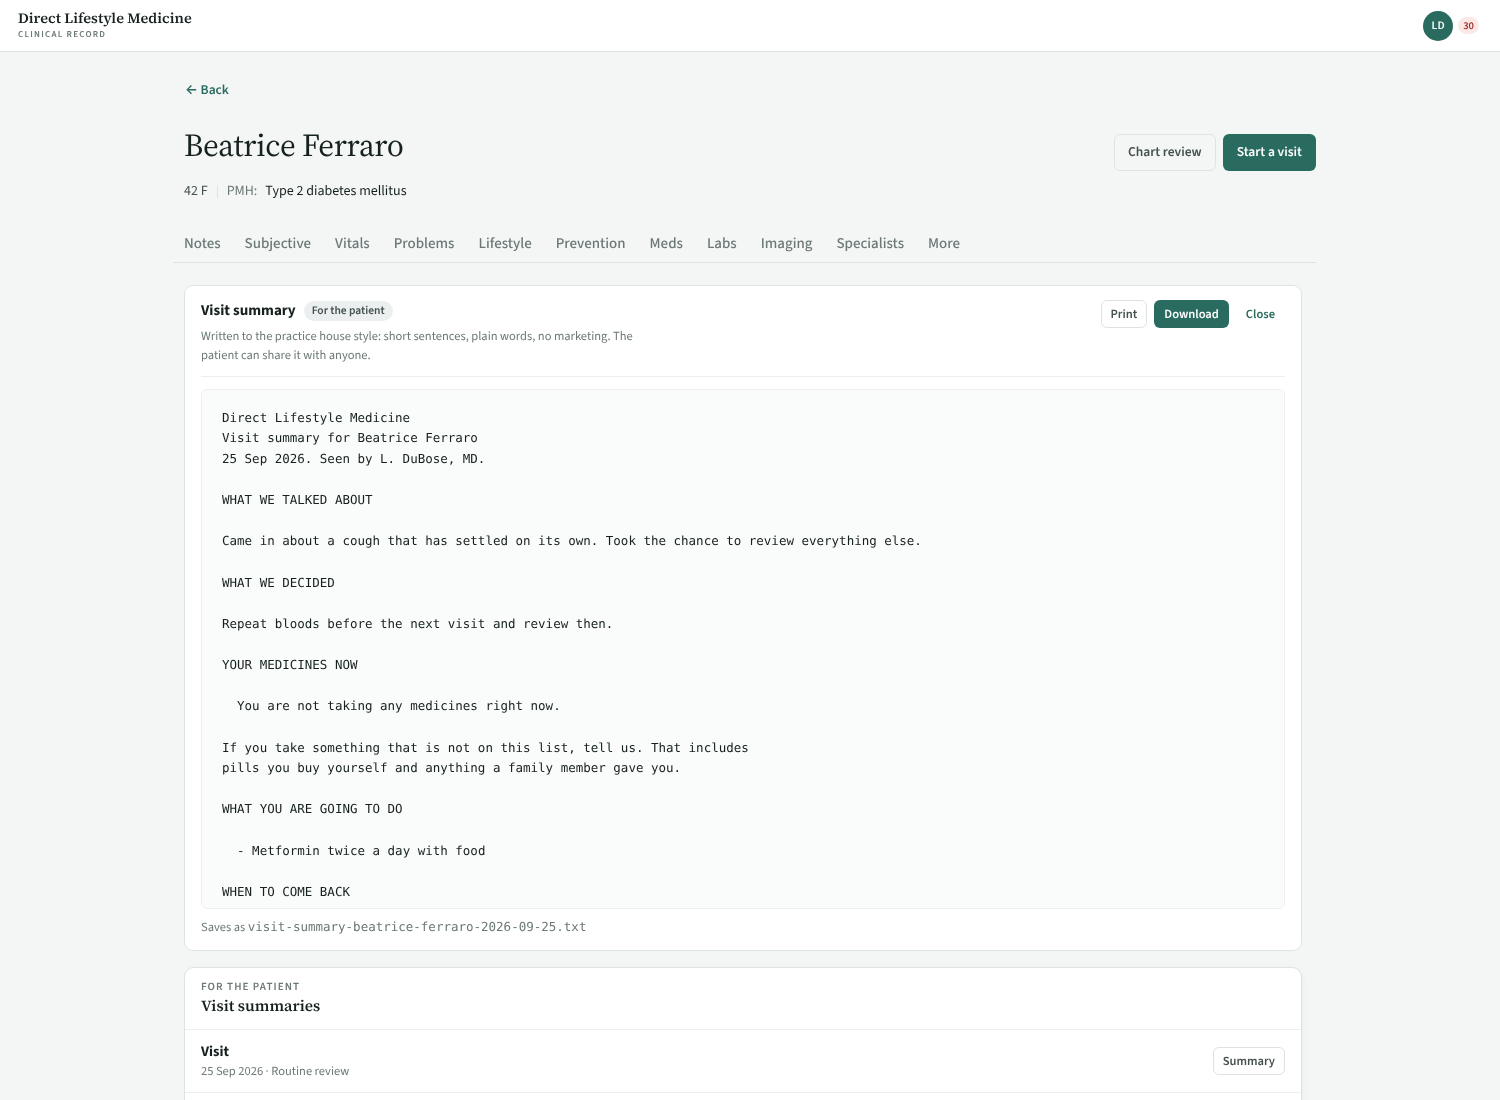 Direct Lifestyle Medicine
CLINICAL RECORD
LD
30
← Back
Beatrice Ferraro
Chart review
Start a visit
42 F
PMH: Type 2 diabetes mellitus
Notes
Subjective
Vitals
Problems
Lifestyle
Prevention
Meds
Labs
Imaging
Specialists
More
Visit summary
For the patient
Print
Download
Close
Written to the practice house style: short sentences, plain words, no marketing. The
patient can share it with anyone.
Direct Lifestyle Medicine
Visit summary for Beatrice Ferraro
25 Sep 2026. Seen by L. DuBose, MD.
WHAT WE TALKED ABOUT
Came in about a cough that has settled on its own. Took the chance to review everything else.
WHAT WE DECIDED
Repeat bloods before the next visit and review then.
YOUR MEDICINES NOW
You are not taking any medicines right now.
If you take something that is not on this list, tell us. That includes
pills you buy yourself and anything a family member gave you.
WHAT YOU ARE GOING TO DO
- Metformin twice a day with food
WHEN TO COME BACK
Saves as visit-summary-beatrice-ferraro-2026-09-25.txt
FOR THE PATIENT
Visit summaries
Visit
25 Sep 2026 · Routine review
Summary